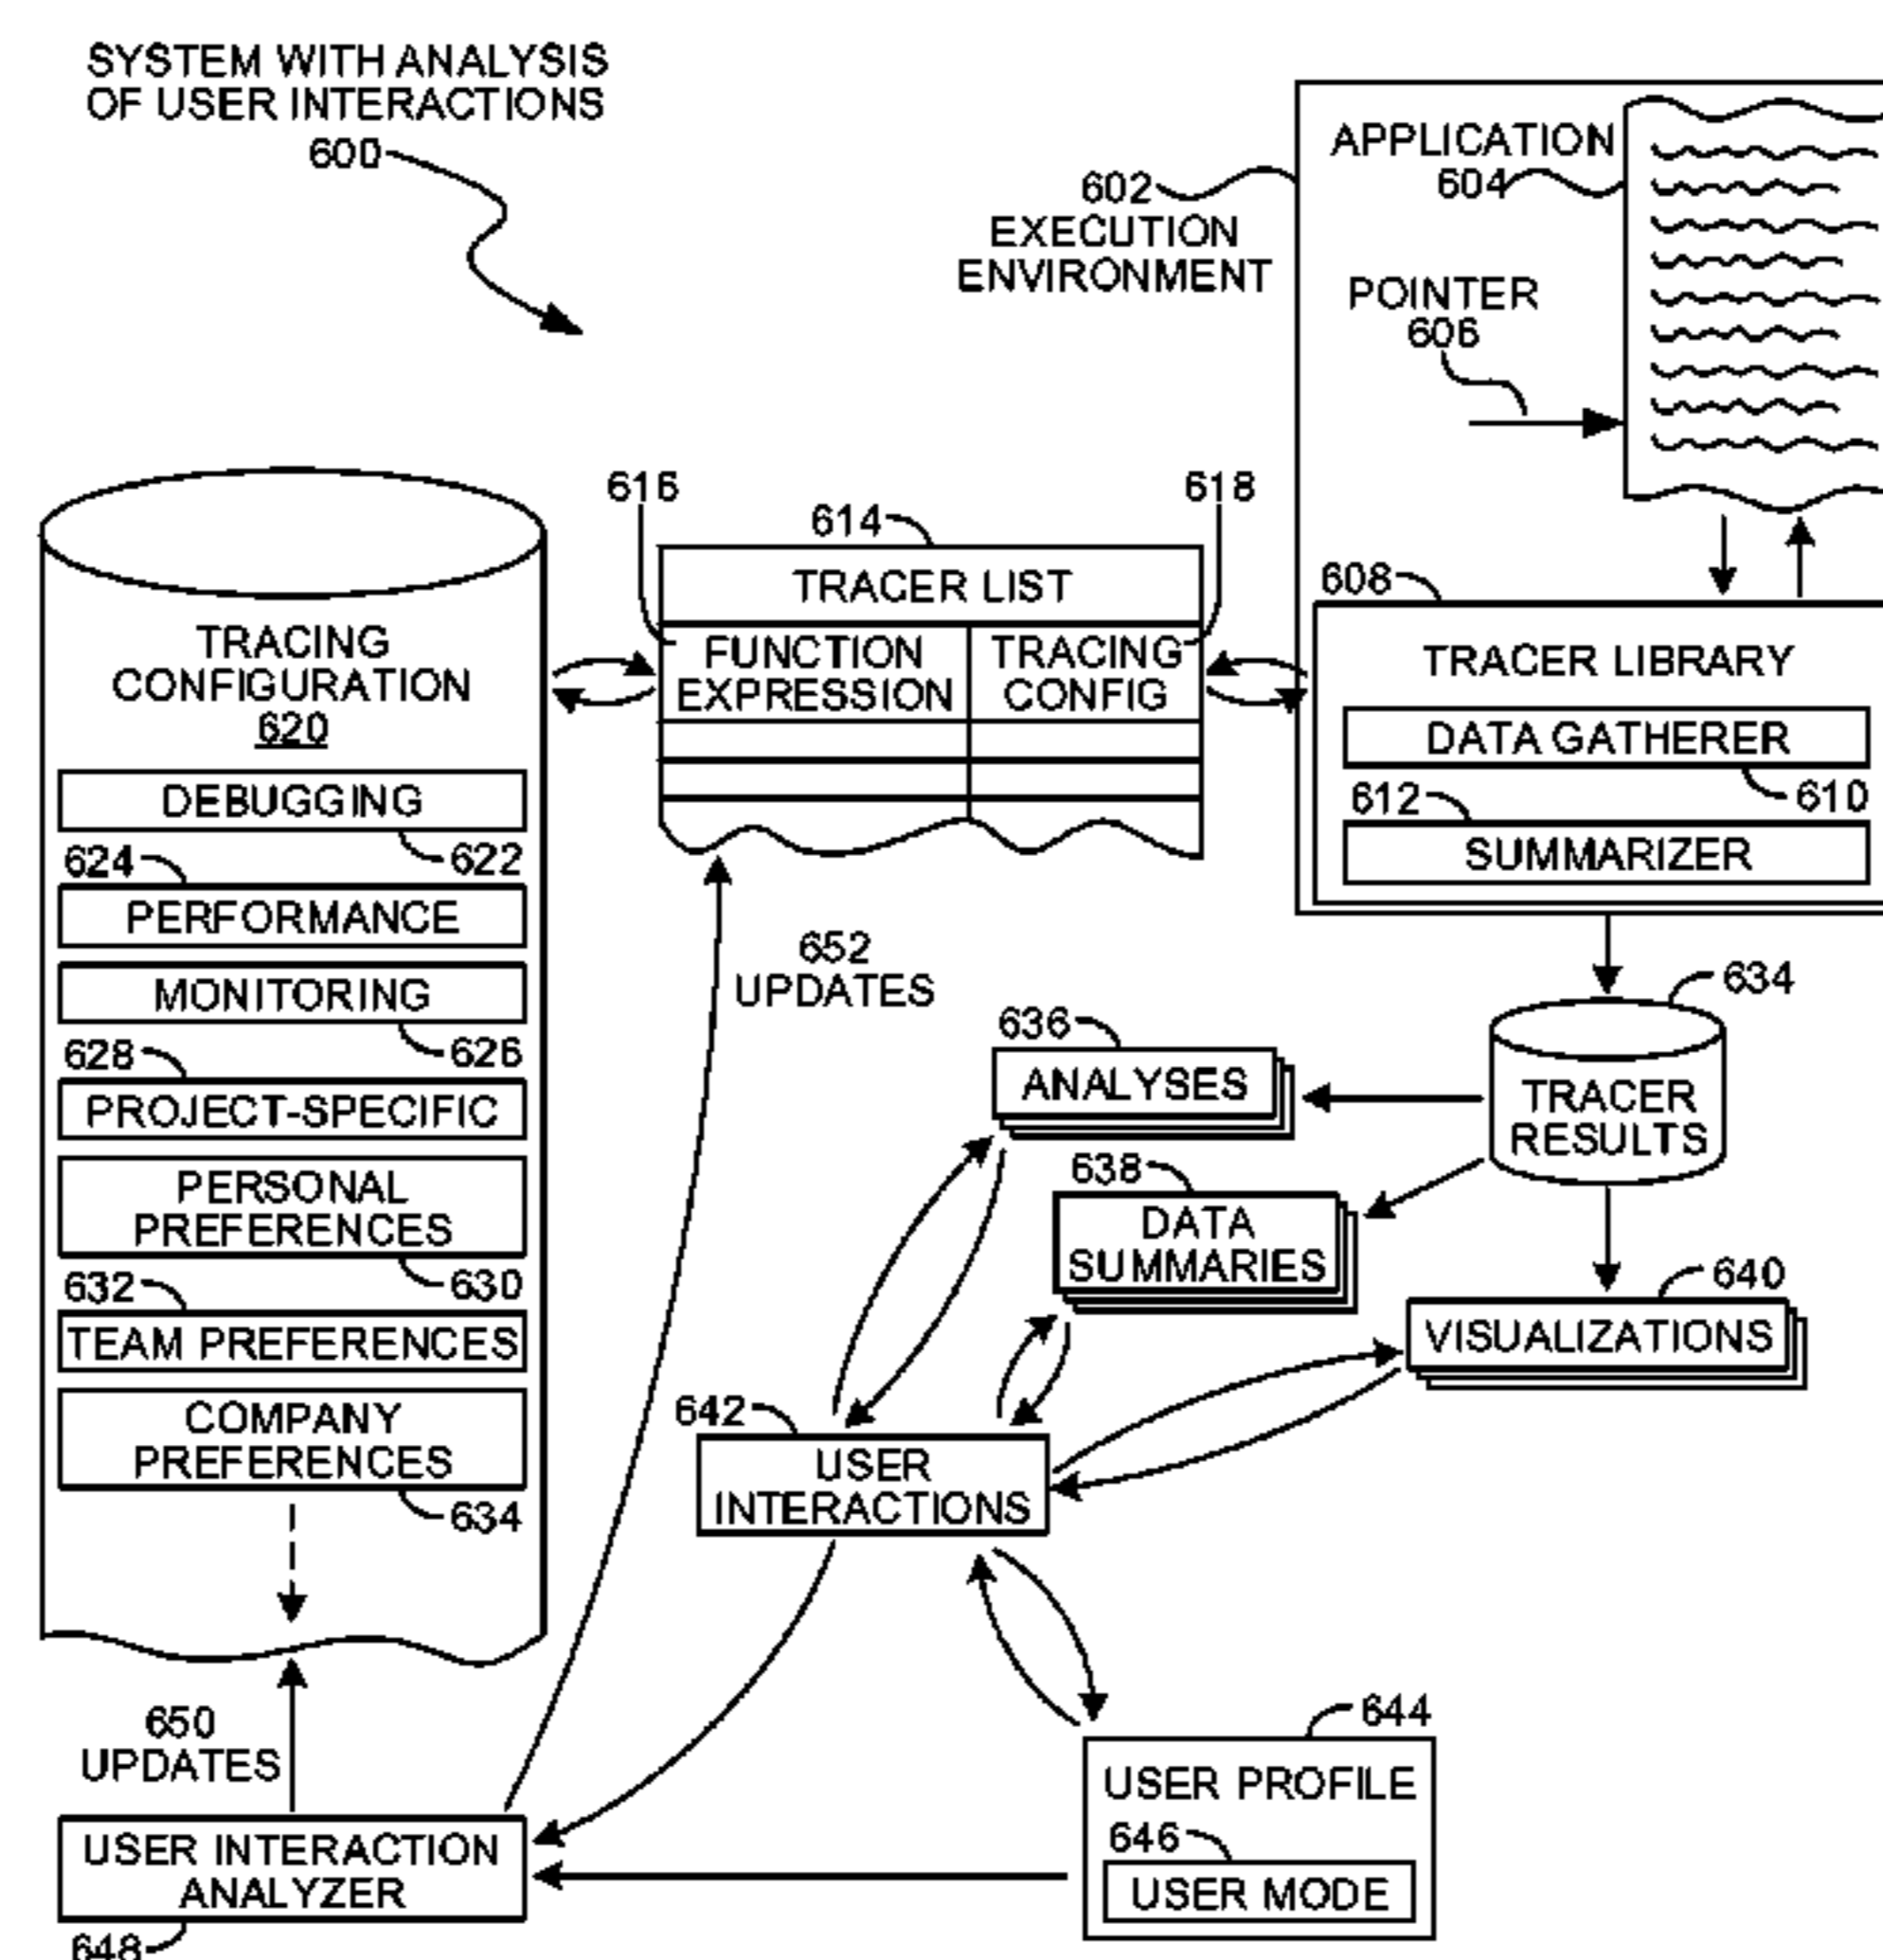 SYSTEM WITH ANALYSIS
OF USER INTERACTIONS
600
602
EXECUTION
ENVIRONMENT
APPLICATION
604
POINTER
606
616
614
618
TRACER LIST
FUNCTION
EXPRESSION
TRACING
CONFIG
608
TRACER LIBRARY
DATA GATHERER
610
612
SUMMARIZER
TRACING
CONFIGURATION
620
DEBUGGING
622
624
PERFORMANCE
MONITORING
626
628
PROJECT-SPECIFIC
PERSONAL
PREFERENCES
630
632
TEAM PREFERENCES
COMPANY
PREFERENCES
634
652
UPDATES
634
TRACER
RESULTS
636
ANALYSES
638
DATA
SUMMARIES
640
VISUALIZATIONS
642
USER
INTERACTIONS
650
UPDATES
644
USER PROFILE
646
USER MODE
USER INTERACTION
ANALYZER
648